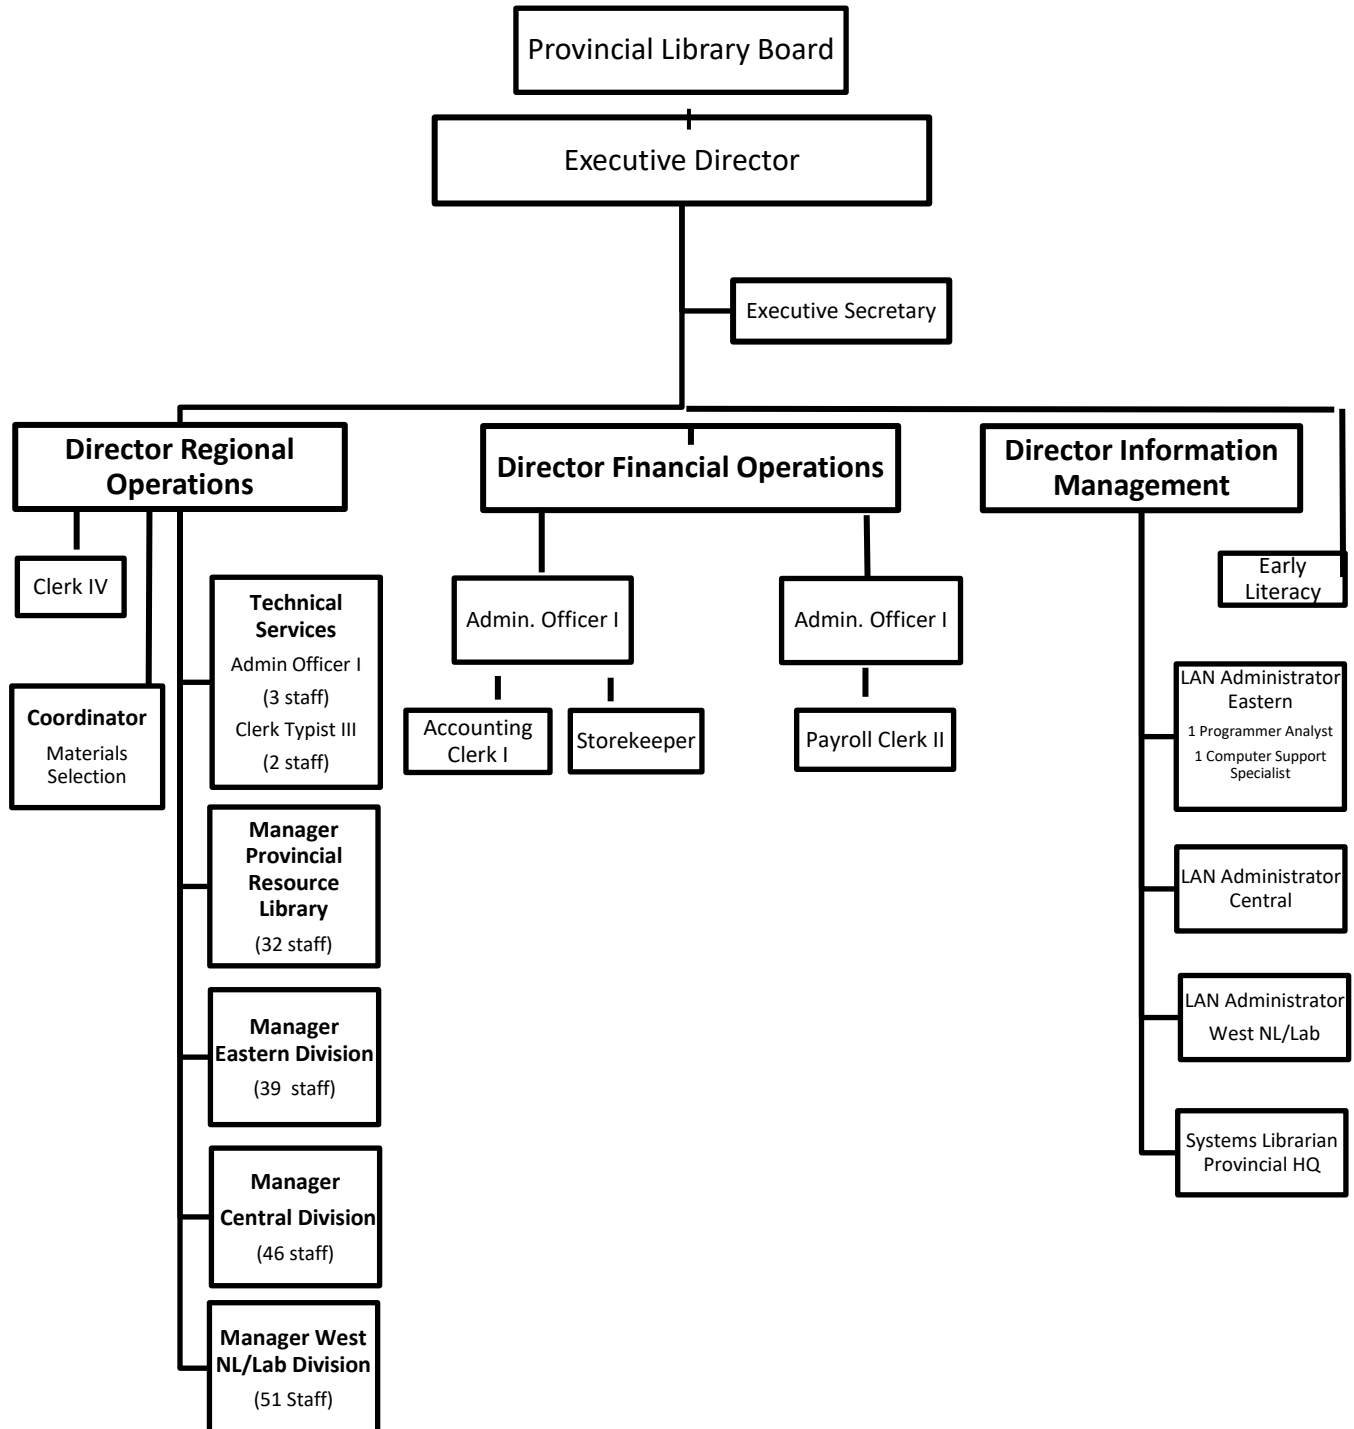 Provincial Library Board
Executive Director
Executive Secretary
Director Regional
Operations
Director Financial Operations
Director Information
Management
Clerk IV
Coordinator
Materials
Selection
Technical
Services
Admin Officer I
(3 staff)
Clerk Typist III
(2 staff)
Manager
Provincial
Resource
Library
(32 staff)
Manager
Eastern Division
(39 staff)
Manager
Central Division
(46 staff)
Manager West
NL/Lab Division
(51 Staff)
Admin. Officer I
Accounting
Clerk I
Storekeeper
Admin. Officer I
Payroll Clerk II
Early
Literacy
LAN Administrator
Eastern
1 Programmer Analyst
1 Computer Support
Specialist
LAN Administrator
Central
LAN Administrator
West NL/Lab
Systems Librarian
Provincial HQ